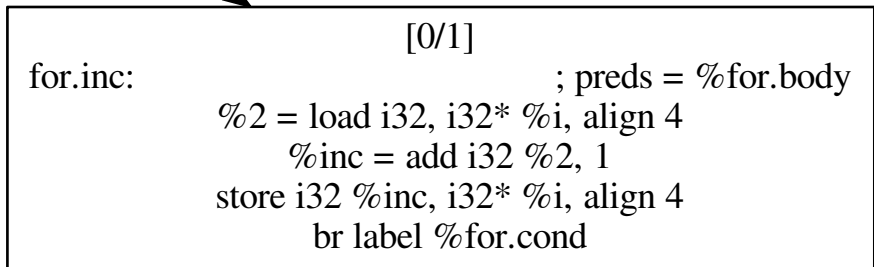 [0/1]
for.inc: ; preds = %for.body
%2 = load i32, i32* %i, align 4
%inc = add i32 %2, 1
store i32 %inc, i32* %i, align 4
br label %for.cond